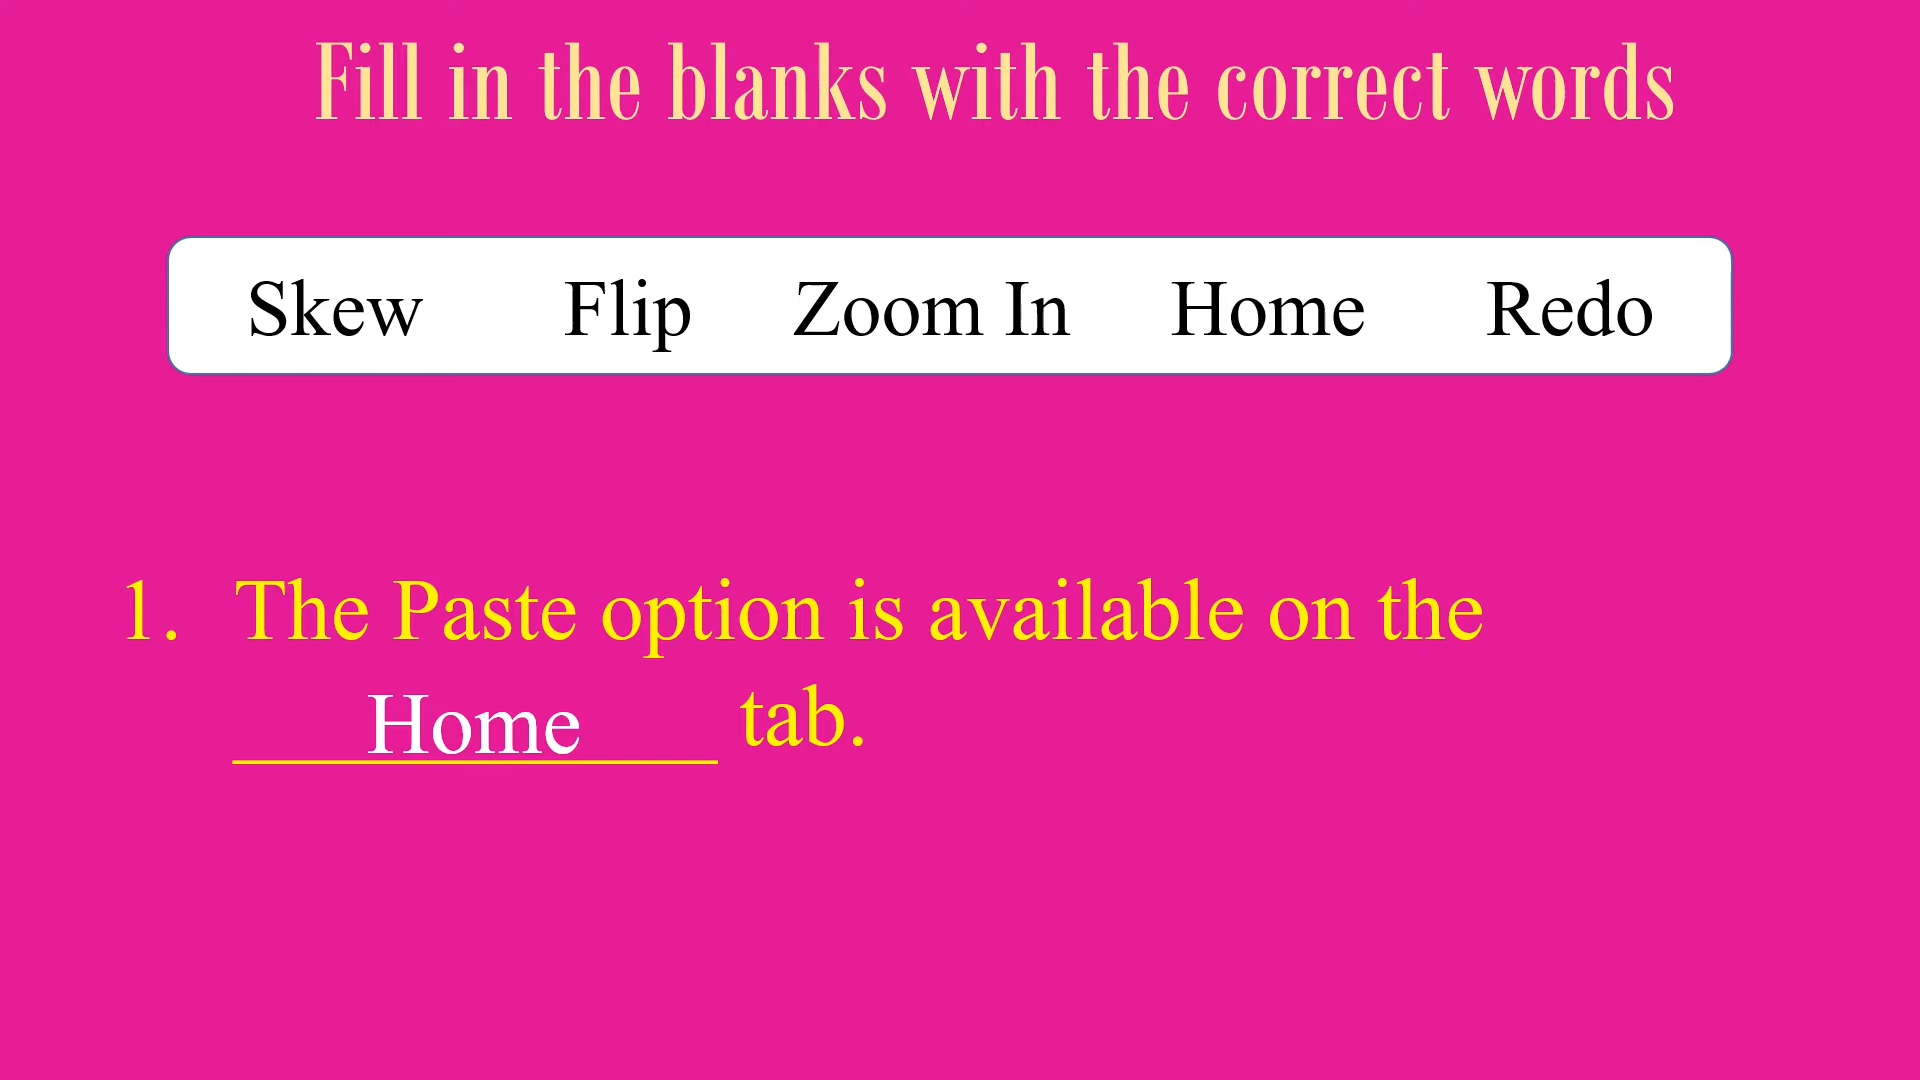 Fill in the blanks with the correct words
Skew Flip Zoom In Home Redo
1. The Paste option is available on the
Home tab.